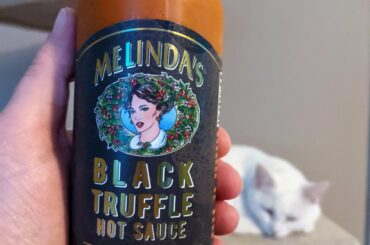 MELINDA'S
BLACK
TRUFFLE
HOT SAUCE